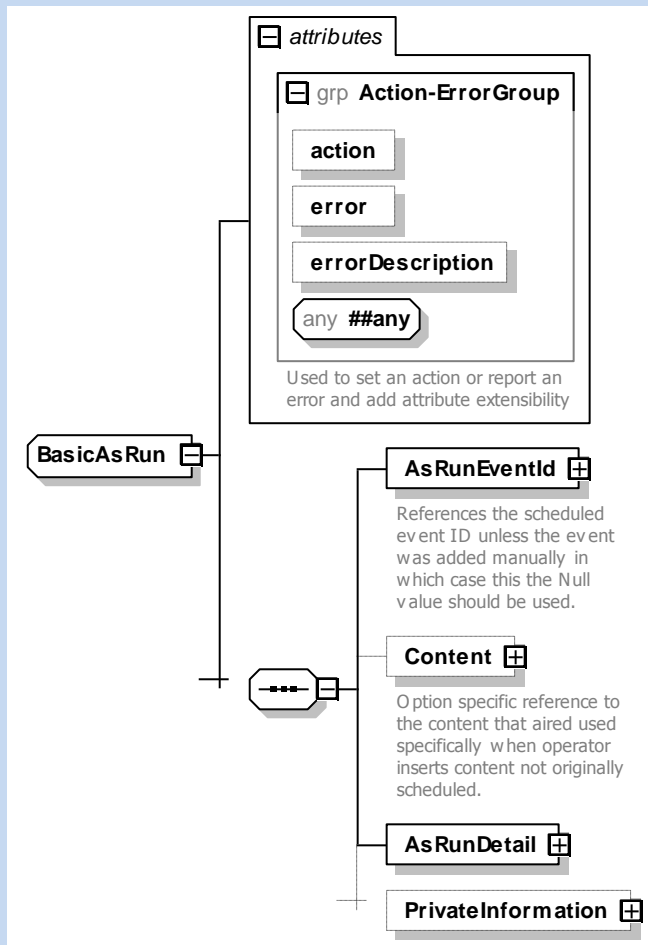 attributes
grp Action-ErrorGroup
action
error
errorDescription
any ##any
Used to set an action or report an
error and add attribute extensibility
BasicAsRun
AsRunEventId
References the scheduled
event ID unless the event
was added manually in
which case this the Null
value should be used.
Content
Option specific reference to
the content that aired used
specifically when operator
inserts content not originally
scheduled.
AsRunDetail
PrivateInformation